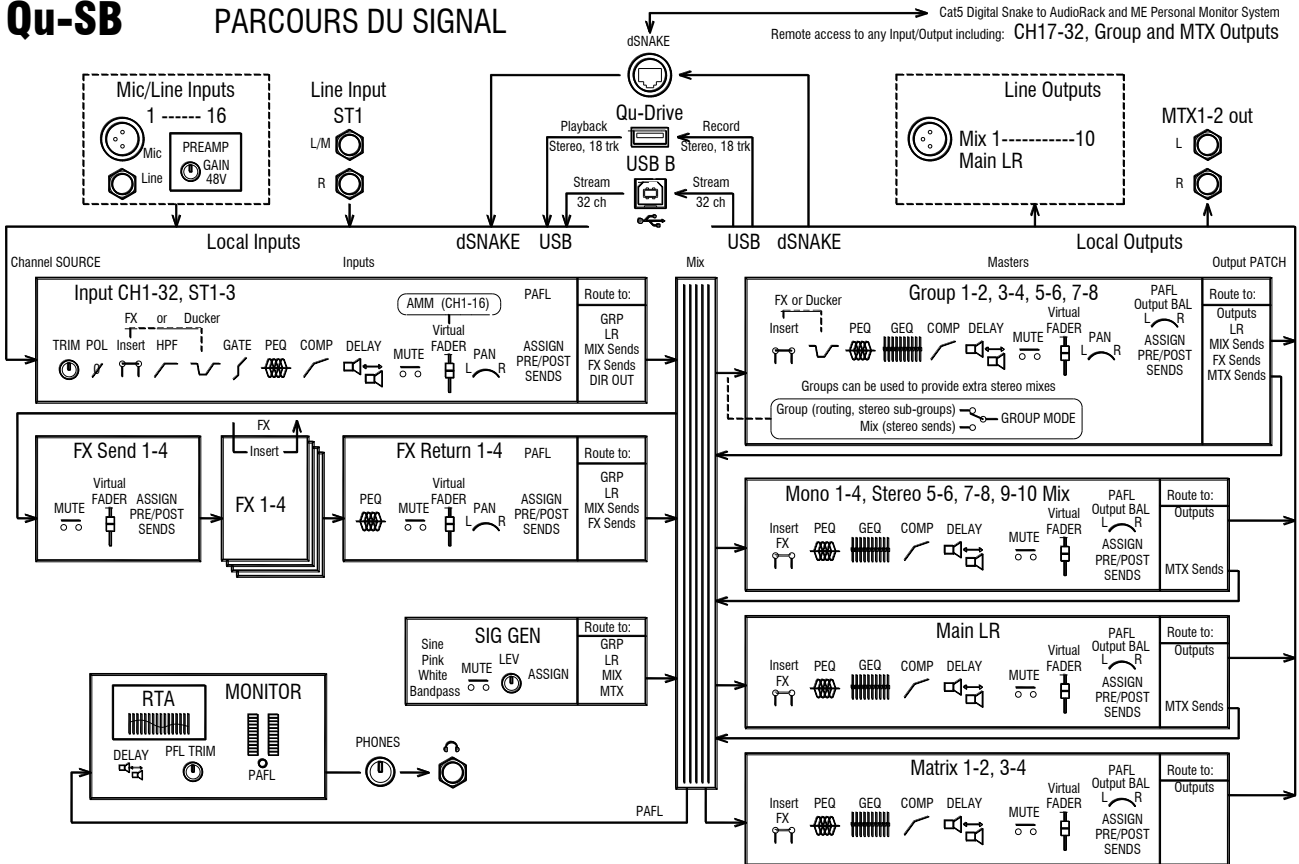 Qu-SB
PARCOURS DU SIGNAL
Cat5 Digital Snake to AudioRack and ME Personal Monitor System
Remote access to any Input/Output including: CH17-32, Group and MTX Outputs
dSNAKE
Mic/Line Inputs
1 ------ 16
Mic
Line
PREAMP
GAIN
48V
Line Input
ST1
L/M
R
Qu-Drive
Playback
Stereo, 18 trk
Record
Stereo, 18 trk
USB B
Stream
32 ch
Stream
32 ch
Line Outputs
Mix 1-----------10
Main LR
MTX1-2 out
L
R
Local Inputs
dSNAKE
USB
USB
dSNAKE
Local Outputs
Channel SOURCE
Inputs
Mix
Masters
Output PATCH
Input CH1-32, ST1-3
FX or Ducker
AMM (CH1-16)
PAFL
TRIM POL Insert HPF GATE PEQ COMP DELAY MUTE
Virtual
FADER
PAN
L R
ASSIGN
PRE/POST
SENDS
Route to:
GRP
LR
MIX Sends
FX Sends
DIR OUT
Group 1-2, 3-4, 5-6, 7-8
FX or Ducker
Insert PEQ GEQ COMP DELAY MUTE
Virtual
FADER
PAN
L R
PAFL
Output BAL
L R
ASSIGN
PRE/POST
SENDS
Groups can be used to provide extra stereo mixes
Group (routing, stereo sub-groups)
Mix (stereo sends)
GROUP MODE
Route to:
Outputs
LR
MIX Sends
FX Sends
MTX Sends
FX Send 1-4
MUTE
Virtual
FADER
ASSIGN
PRE/POST
SENDS
FX
Insert
FX 1-4
FX Return 1-4
PAFL
PEQ
MUTE
Virtual
FADER
PAN
L R
ASSIGN
PRE/POST
SENDS
Route to:
GRP
LR
MIX Sends
FX Sends
Mono 1-4, Stereo 5-6, 7-8, 9-10 Mix
Insert
FX
PEQ GEQ COMP DELAY
MUTE
Virtual
FADER
PAFL
Output BAL
L R
ASSIGN
PRE/POST
SENDS
Route to:
Outputs
MTX Sends
SIG GEN
Sine
Pink
White
Bandpass
MUTE
LEV
ASSIGN
Route to:
GRP
LR
MIX
MTX
Main LR
Insert
FX
PEQ GEQ COMP DELAY
MUTE
Virtual
FADER
PAFL
Output BAL
L R
ASSIGN
PRE/POST
SENDS
Route to:
Outputs
MTX Sends
RTA
MONITOR
DELAY
PFL TRIM
PAFL
PHONES
PAFL
Matrix 1-2, 3-4
Insert
FX
PEQ GEQ COMP DELAY
MUTE
Virtual
FADER
PAFL
Output BAL
L R
ASSIGN
PRE/POST
SENDS
Route to:
Outputs